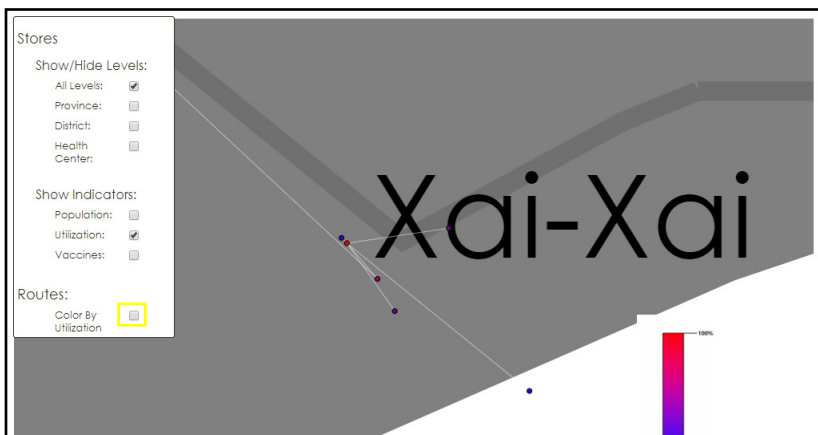 Stores
Show/Hide Levels:
All Levels:
Province:
District:
Health
Center:
Show Indicators:
Population:
Utilization:
Vaccines:
Routes:
Color By
Utilization
Xai-Xai
100%